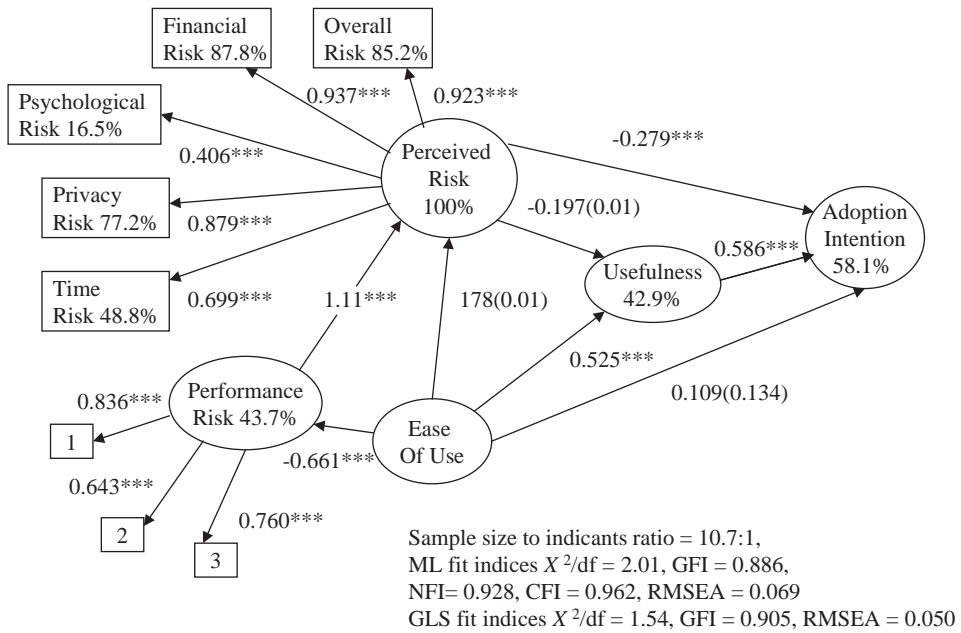 Financial
Risk 87.8%
Overall
Risk 85.2%
0.937***
0.923***
Psychological
Risk 16.5%
0.406***
Perceived
Risk
100%
-0.279***
Privacy
Risk 77.2%
0.879***
-0.197(0.01)
Adoption
Intention
58.1%
0.586***
Usefulness
42.9%
Time
Risk 48.8%
0.699***
1.11***
178(0.01)
0.525***
0.109(0.134)
Performance
Risk 43.7%
0.836***
1
Ease
Of Use
-0.661***
0.643***
2
0.760***
3
Sample size to indicants ratio = 10.7:1,
ML fit indices X ²/df = 2.01, GFI = 0.886,
NFI= 0.928, CFI = 0.962, RMSEA = 0.069
GLS fit indices X ²/df = 1.54, GFI = 0.905, RMSEA = 0.050